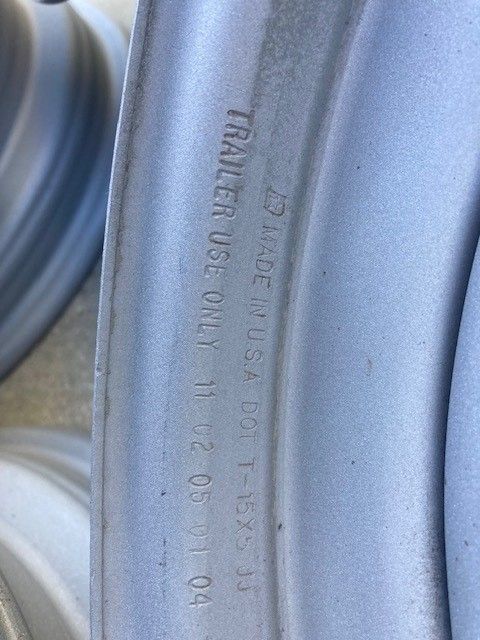 MADE IN U.S.A DOT T-15X5 JJ
TRAILER USE ONLY 11 02 05 01 04